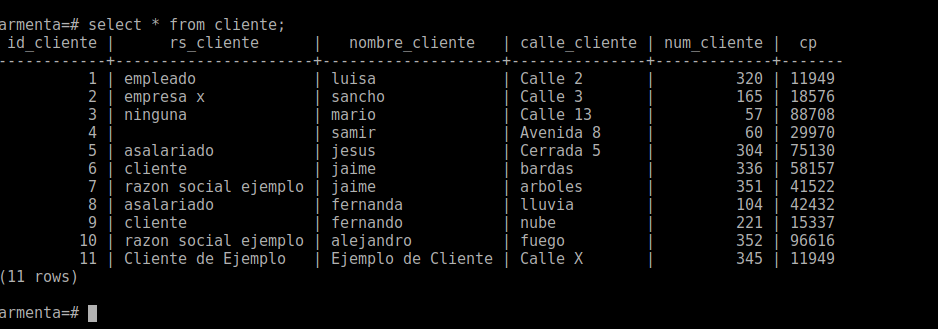 armenta=# select * from cliente;
 id_cliente |      rs_cliente      |   nombre_cliente   | calle_cliente | num_cliente |  cp
------------+----------------------+--------------------+---------------+-------------+-------
          1 | empleado             | luisa              | Calle 2       |         320 | 11949
          2 | empresa x            | sancho             | Calle 3       |         165 | 18576
          3 | ninguna              | mario              | Calle 13      |          57 | 88708
          4 |                      | samir              | Avenida 8     |          60 | 29970
          5 | asalariado           | jesus              | Cerrada 5     |         304 | 75130
          6 | cliente              | jaime              | bardas        |         336 | 58157
          7 | razon social ejemplo | jaime              | arboles       |         351 | 41522
          8 | asalariado           | fernanda           | lluvia        |         104 | 42432
          9 | cliente              | fernando           | nube          |         221 | 15337
         10 | razon social ejemplo | alejandro          | fuego         |         352 | 96616
         11 | Cliente de Ejemplo   | Ejemplo de Cliente | Calle X       |         345 | 11949
(11 rows)
armenta=#